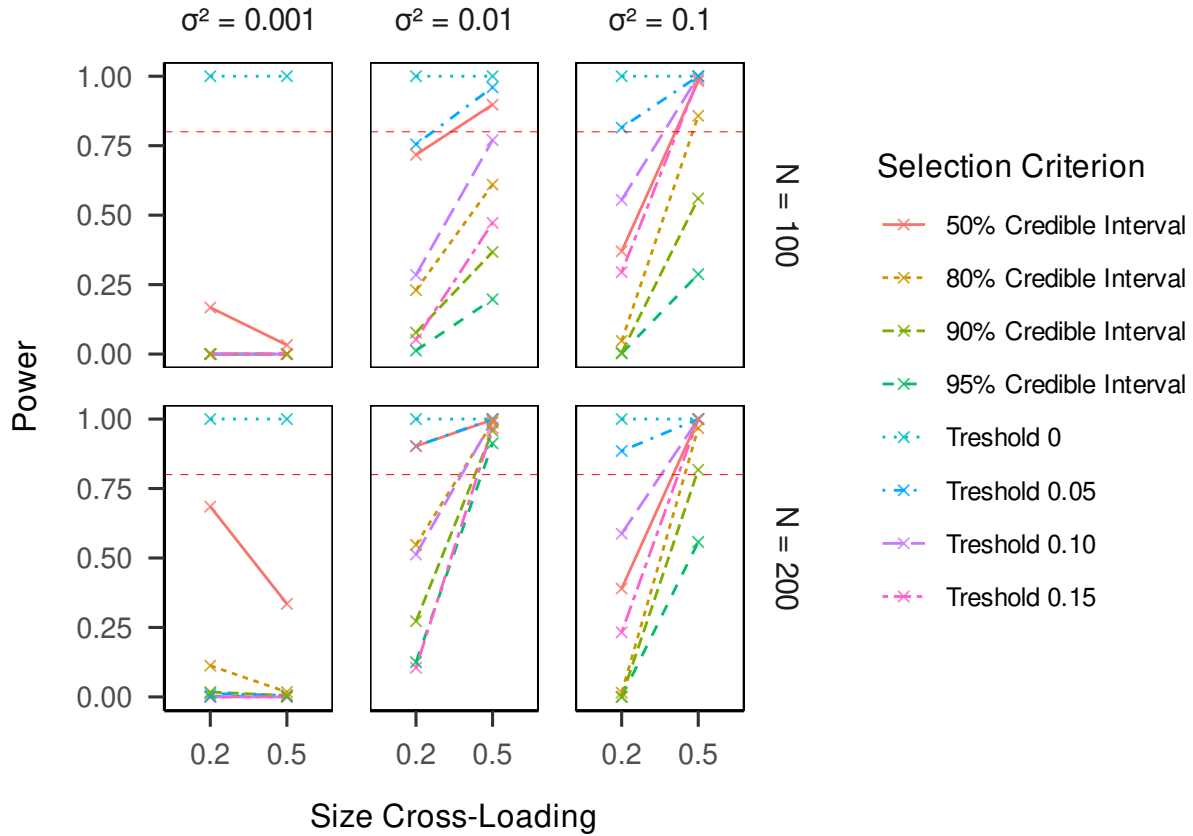 σ² = 0.001
σ² = 0.01
σ² = 0.1
1.00
0.75
0.50
0.25
0.00
N = 100
1.00
0.75
0.50
0.25
0.00
N = 200
Power
0.2
0.5
0.2
0.5
0.2
0.5
Size Cross-Loading
Selection Criterion
50% Credible Interval
80% Credible Interval
90% Credible Interval
95% Credible Interval
Treshold 0
Treshold 0.05
Treshold 0.10
Treshold 0.15